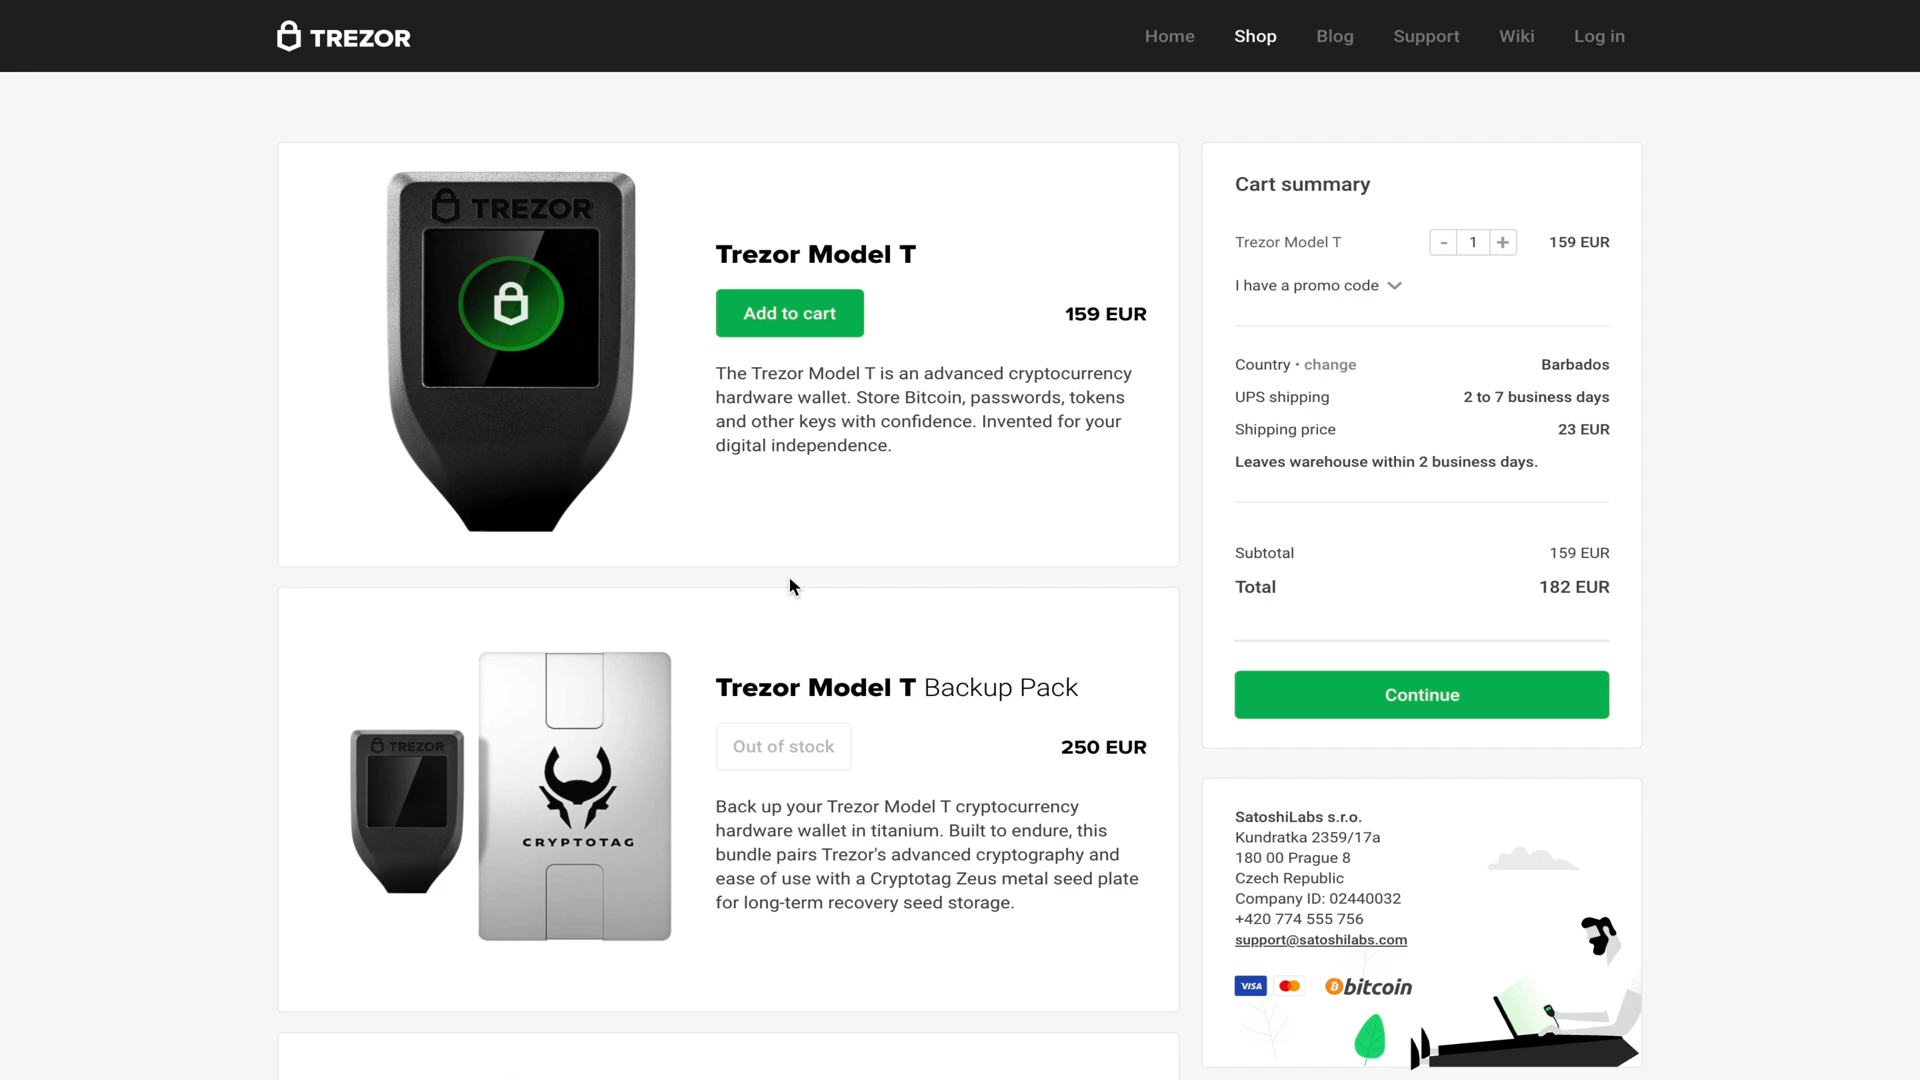 TREZOR
Home
Shop
Blog
Support
Wiki
Log in
TREZOR
Trezor Model T
Add to cart
159 EUR
The Trezor Model T is an advanced cryptocurrency
hardware wallet. Store Bitcoin, passwords, tokens
and other keys with confidence. Invented for your
digital independence.
TREZOR
CRYPTOTAG
Trezor Model T Backup Pack
Out of stock
250 EUR
Back up your Trezor Model T cryptocurrency
hardware wallet in titanium. Built to endure, this
bundle pairs Trezor's advanced cryptography and
ease of use with a Cryptotag Zeus metal seed plate
for long-term recovery seed storage.
Cart summary
Trezor Model T - 1 + 159 EUR
I have a promo code
Country • change Barbados
UPS shipping 2 to 7 business days
Shipping price 23 EUR
Leaves warehouse within 2 business days.
Subtotal 159 EUR
Total 182 EUR
Continue
SatoshiLabs s.r.o.
Kundratka 2359/17a
180 00 Prague 8
Czech Republic
Company ID: 02440032
+420 774 555 756
support@satoshilabs.com
VISA bitcoin